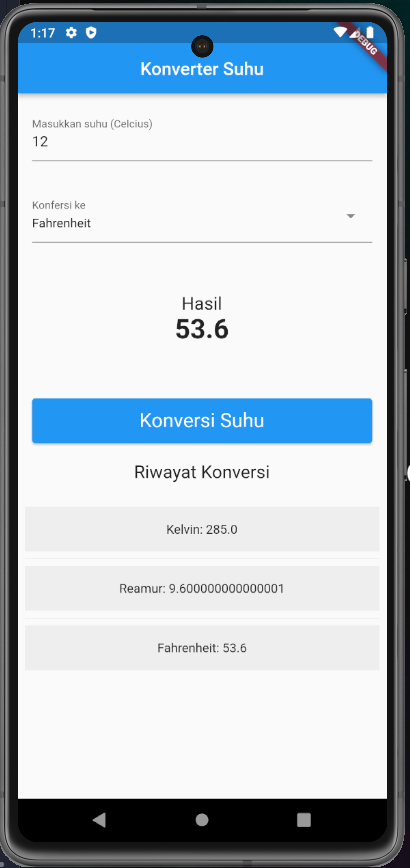 1:17
DEBUG
Konverter Suhu
Masukkan suhu (Celcius)
12
Konfersi ke
Fahrenheit
Hasil
53.6
Konversi Suhu
Riwayat Konversi
Kelvin: 285.0
Reamur: 9.600000000000001
Fahrenheit: 53.6